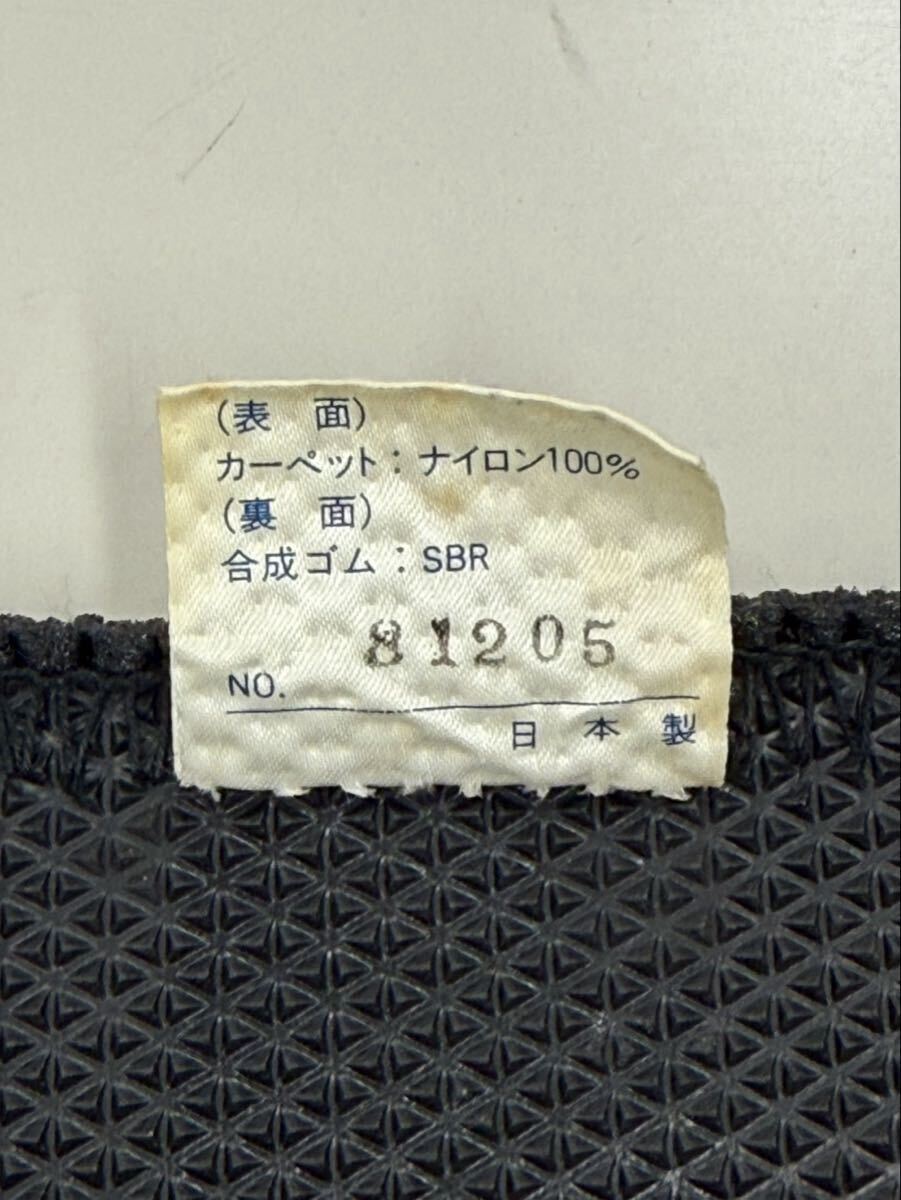 (表 面)
カーペット:ナイロン100%
(裏 面)
合成ゴム:SBR
NO. 81205
日 本 製